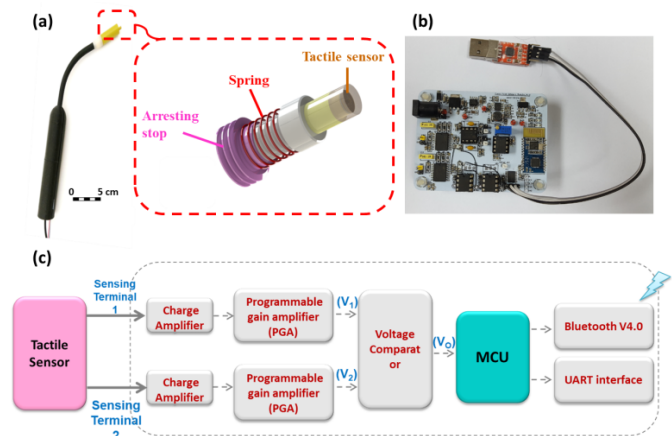 (a)
Tactile sensor
Spring
Arresting
stop
0 5 cm
(b)
(c)
Sensing
Terminal
1
Charge
Amplifier
Programmable
gain amplifier
(PGA)
(V1)
Tactile
Sensor
Voltage
Comparat
or
(VO)
MCU
Bluetooth V4.0
UART interface
Charge
Amplifier
Programmable
gain amplifier
(PGA)
(V2)
Sensing
Terminal
2